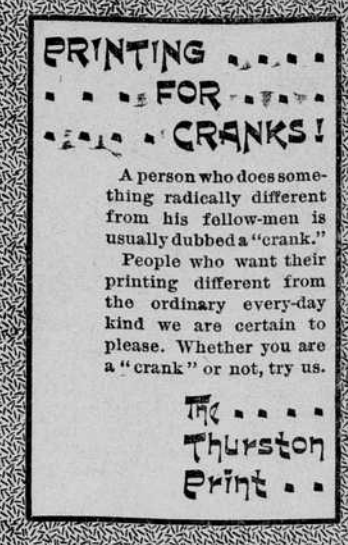 PRINTING
FOR
CRANKS!
A person who does some-
thing radically different
from his fellow-men is
usually dubbed a "crank."
People who want their
printing different from
the ordinary every-day
kind we are certain to
please. Whether you are
a "crank" or not, try us.
The
Thurston
Print